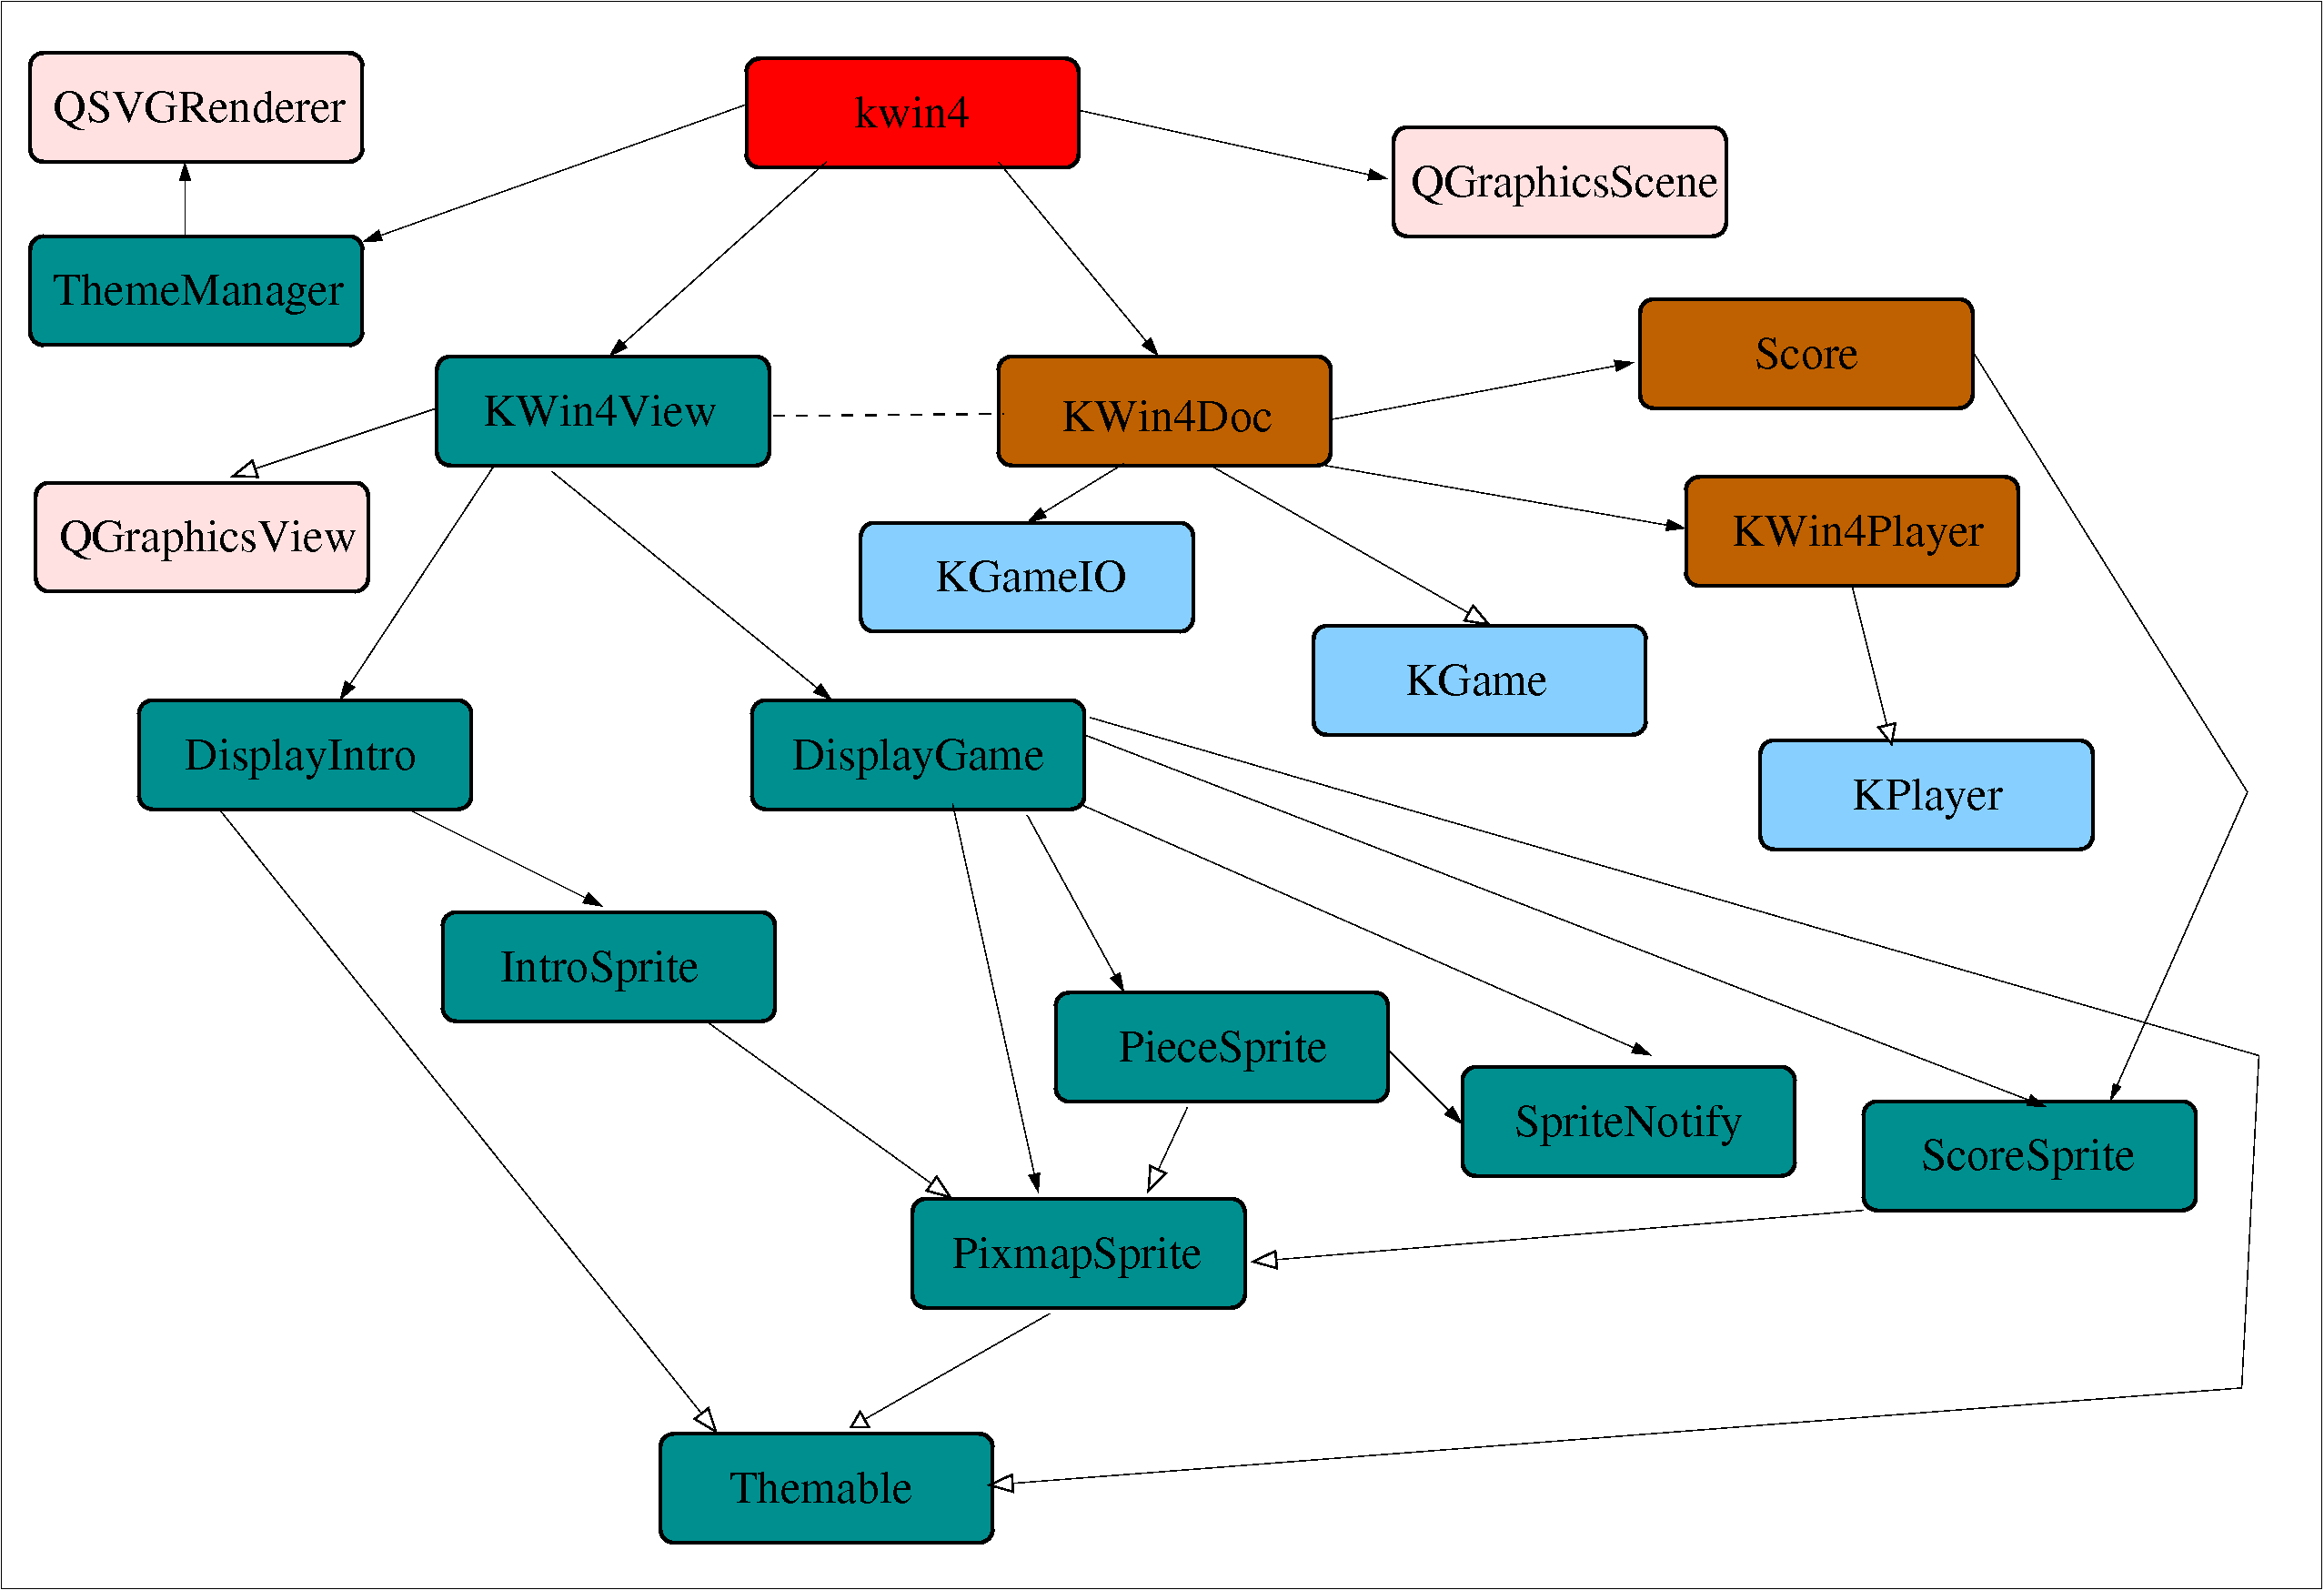 QSVGRenderer
kwin4
QGraphicsScene
ThemeManager
Score
KWin4View
KWin4Doc
QGraphicsView
KWin4Player
KGameIO
KGame
DisplayIntro
DisplayGame
KPlayer
IntroSprite
PieceSprite
SpriteNotify
ScoreSprite
PixmapSprite
Themable